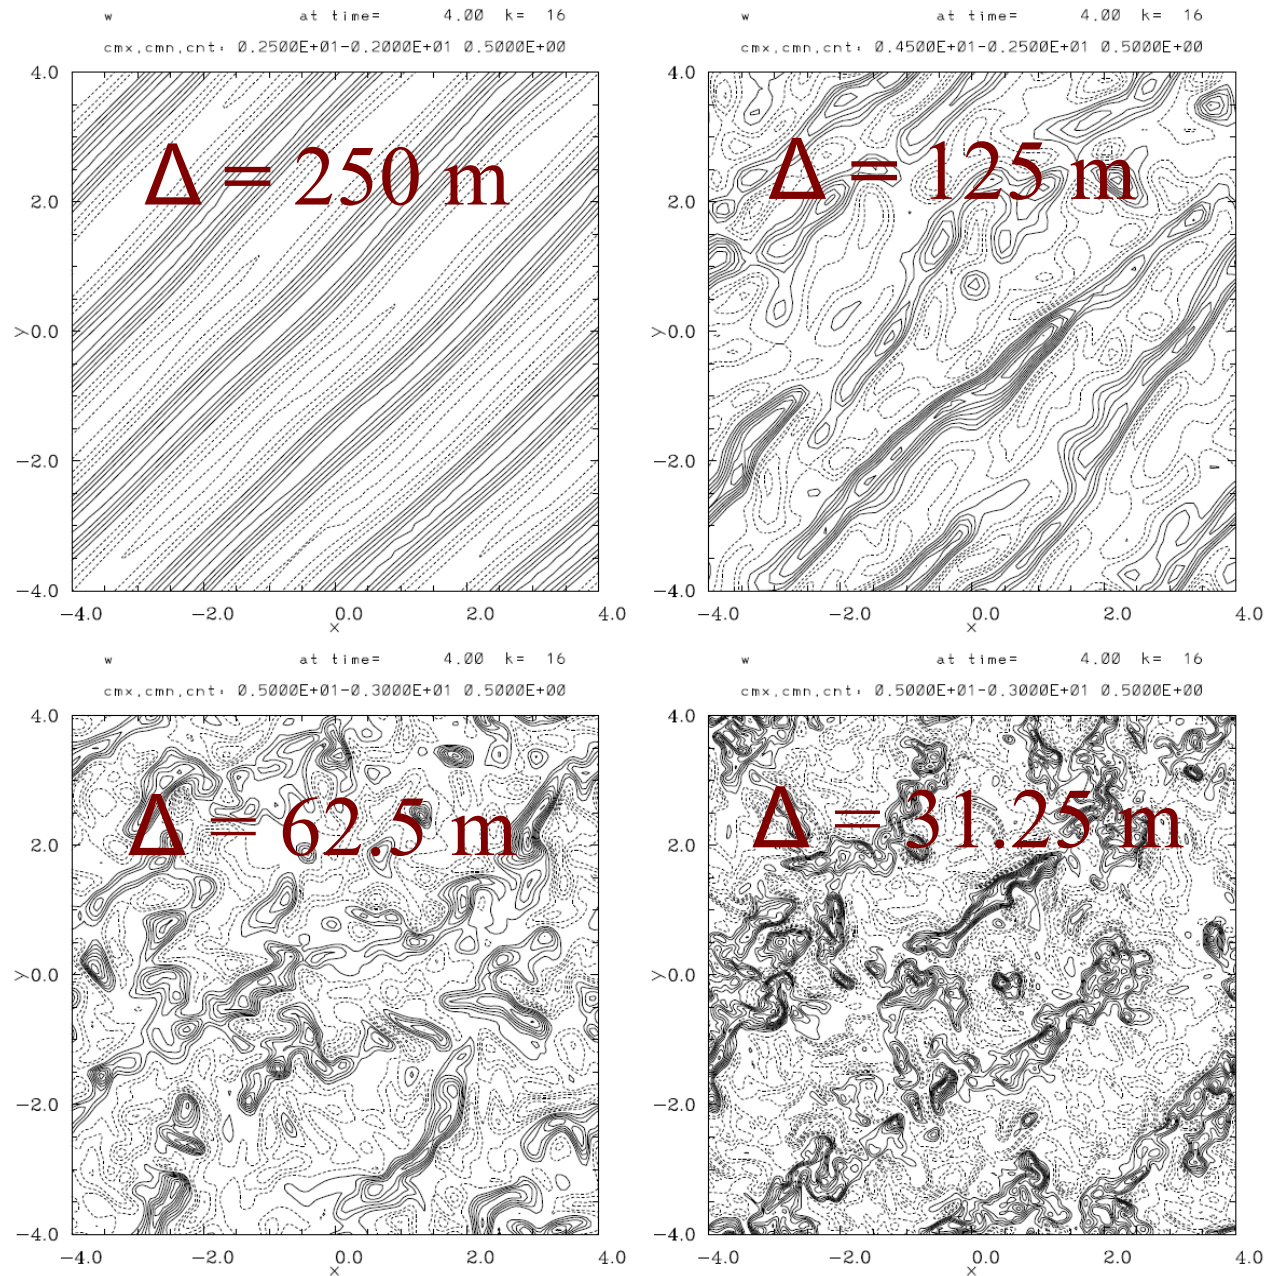 w at time= 4.00 k= 16
cmx,cmn,cnt: 0.2500E+01-0.2000E+01 0.5000E+00
4.0
Δ = 250 m
2.0
y 0.0
-2.0
-4.0
-4.0 -2.0 0.0 2.0 4.0
x
w at time= 4.00 k= 16
cmx,cmn,cnt: 0.4500E+01-0.2500E+01 0.5000E+00
4.0
Δ = 125 m
2.0
y 0.0
-2.0
-4.0
-4.0 -2.0 0.0 2.0 4.0
x
w at time= 4.00 k= 16
cmx,cmn,cnt: 0.5000E+01-0.3000E+01 0.5000E+00
4.0
Δ = 62.5 m
2.0
y 0.0
-2.0
-4.0
-4.0 -2.0 0.0 2.0 4.0
x
w at time= 4.00 k= 16
cmx,cmn,cnt: 0.5000E+01-0.3000E+01 0.5000E+00
4.0
Δ = 31.25 m
2.0
y 0.0
-2.0
-4.0
-4.0 -2.0 0.0 2.0 4.0
x